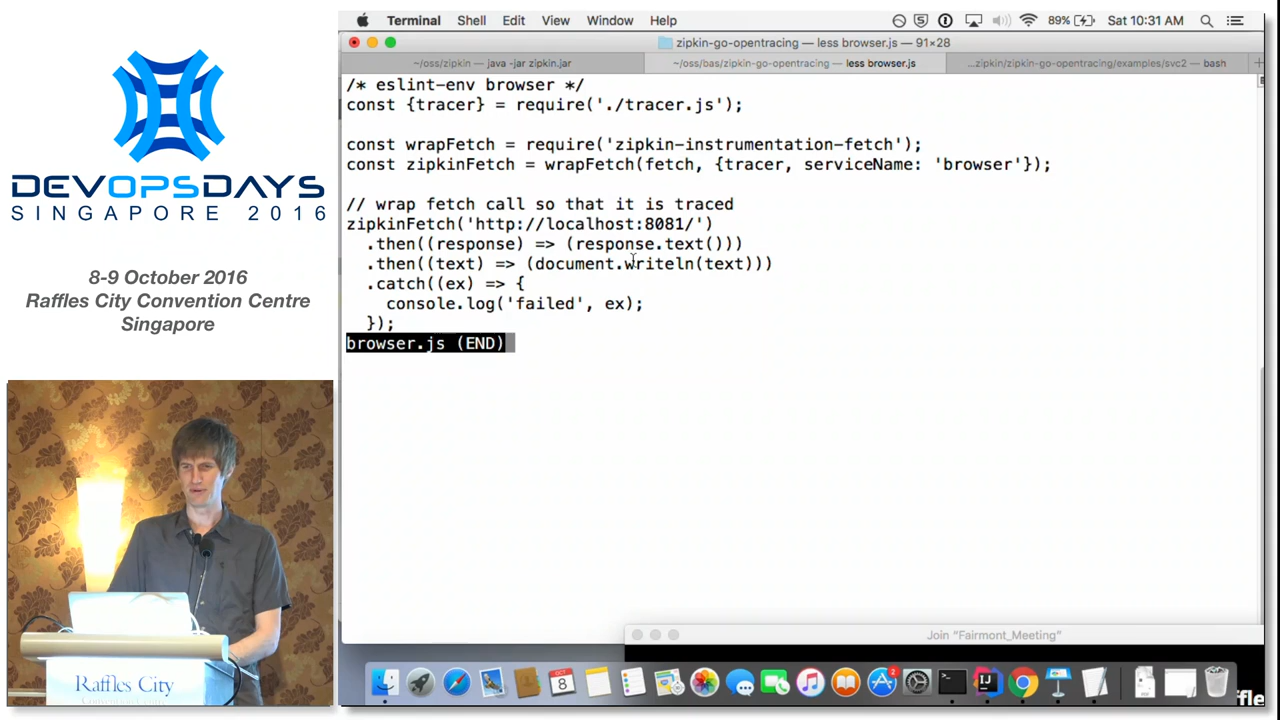 DEVOPSDAYS
SINGAPORE 2016
8-9 October 2016
Raffles City Convention Centre
Singapore
Raffles City
Terminal Shell Edit View Window Help
89% Sat 10:31 AM
zipkin-go-opentracing — less browser.js — 91×28
~/oss/zipkin — java -jar zipkin.jar
~/oss/bas/zipkin-go-opentracing — less browser.js
...zipkin/zipkin-go-opentracing/examples/svc2 — bash
/* eslint-env browser */
const {tracer} = require('./tracer.js');
const wrapFetch = require('zipkin-instrumentation-fetch');
const zipkinFetch = wrapFetch(fetch, {tracer, serviceName: 'browser'});
// wrap fetch call so that it is traced
zipkinFetch('http://localhost:8081/')
.then((response) => (response.text()))
.then((text) => (document.writeln(text)))
.catch((ex) => {
console.log('failed', ex);
});
browser.js (END)
Join "Fairmont_Meeting"
OCT
8
2
ffle